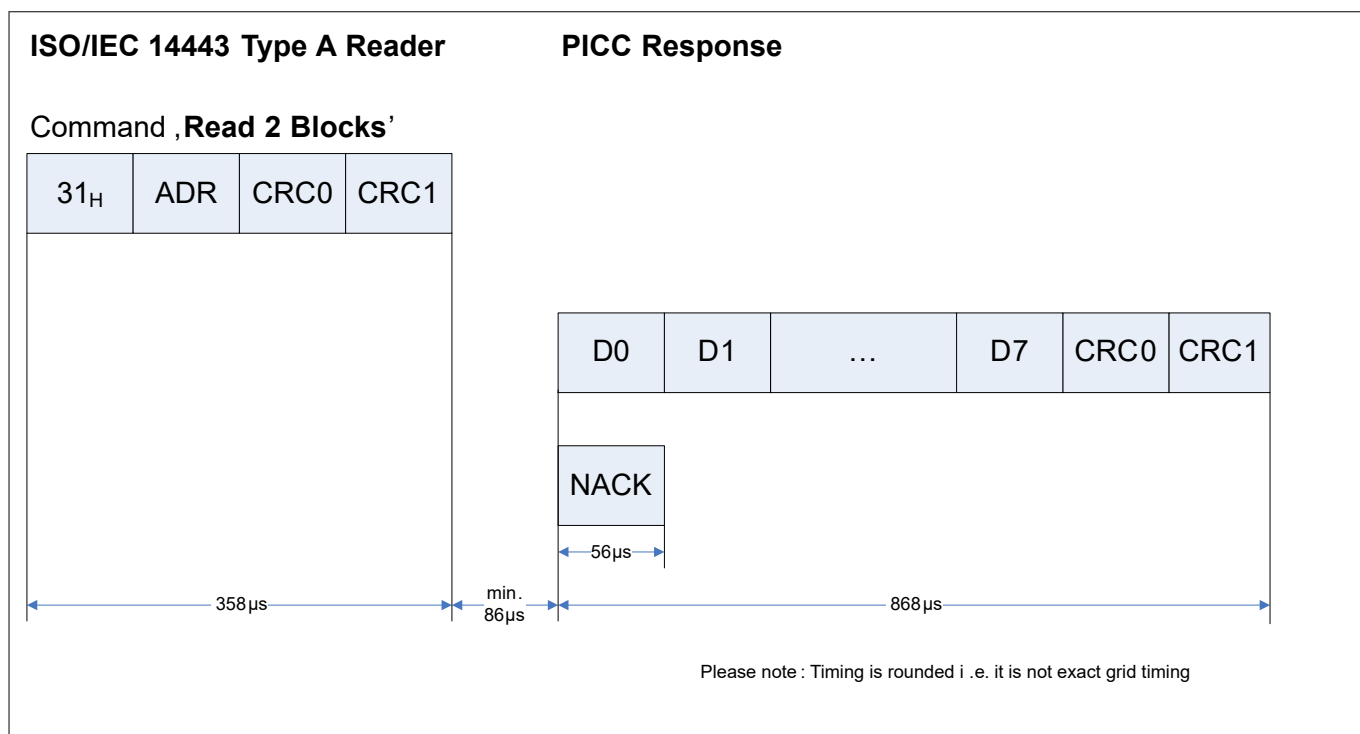 ISO/IEC 14443 Type A Reader
PICC Response
Command ‚Read 2 Blocks’
31H ADR CRC0 CRC1
D0 D1 ... D7 CRC0 CRC1
NACK
56µs
358µs
min.
86µs
868µs
Please note : Timing is rounded i .e. it is not exact grid timing